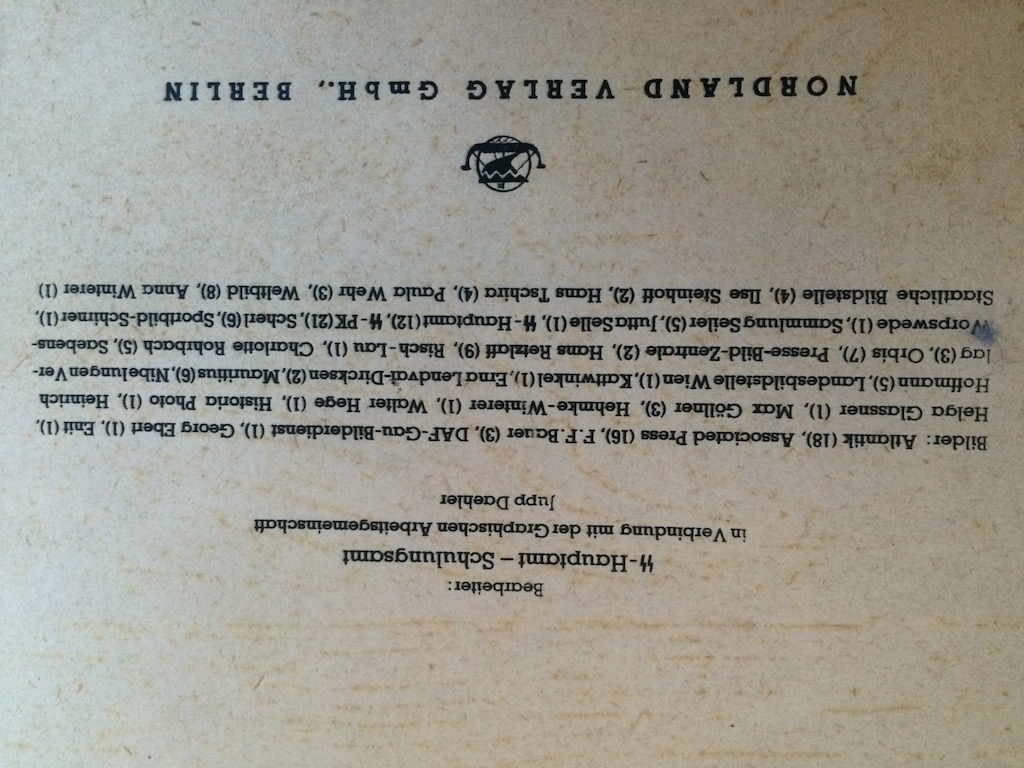 Bearbeiter:
ᛋᛋ-Hauptamt – Schulungsamt
in Verbindung mit der Graphischen Arbeitsgemeinschaft
Jupp Daehler
Bilder: Atlantik (18), Associated Press (16), F.F. Bauer (3), DAF-Gau-Bilderdienst (1), Georg Ebert (1), Enit (1),
Helga Glassner (1), Max Göllner (3), Hehmke-Winterer (1), Walter Hege (1), Historia Photo (1), Heinrich
Hoffmann (5), Landesbildstelle Wien (1), Kattwinkel (1), Erna Lendvai-Dircksen (2), Mauritius (6), Nibelungen Ver-
lag (3), Orbis (7), Presse-Bild-Zentrale (2), Hans Retzlaff (9), Risch-Lau (1), Charlotte Rohrbach (5), Saebens-
Worpswede (1), Sammlung Seiler (5), Jutta Selle (1), ᛋᛋ-Hauptamt (12), ᛋᛋ-PK (21), Scherl (6), Sportbild-Schirner (1),
Staatliche Bildstelle (4), Ilse Steinhoff (2), Hans Tschira (4), Paula Wehr (3), Weltbild (8), Anna Winterer (1)
NORDLAND VERLAG GmbH., BERLIN